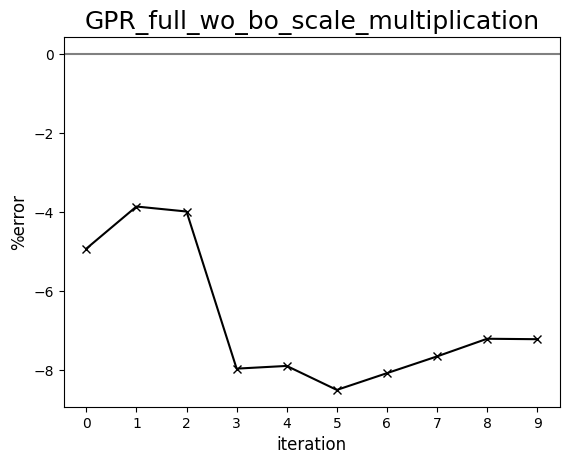 GPR_full_wo_bo_scale_multiplication
0
−2
−4
−6
−8
%error
0 1 2 3 4 5 6 7 8 9
iteration